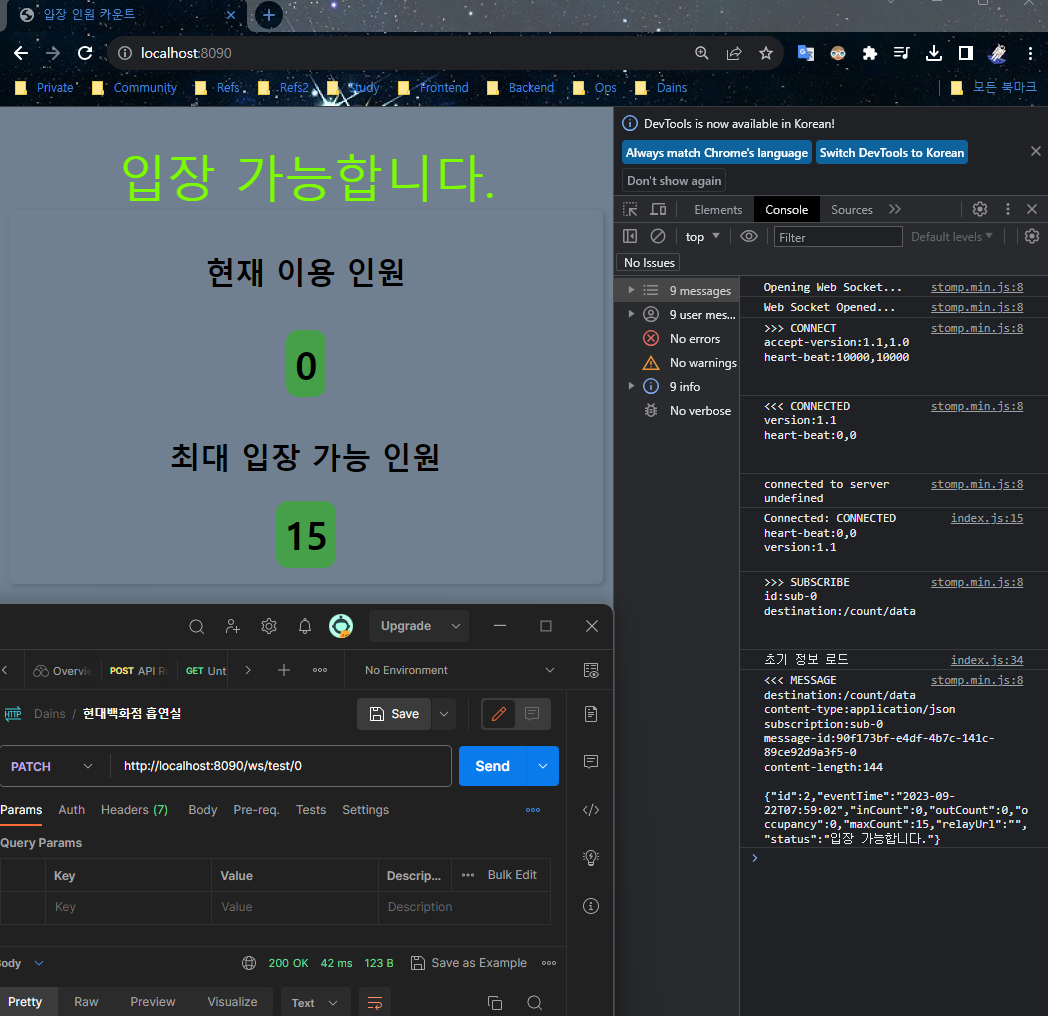 입장 인원 카운트
localhost:8090
Private Community Refs Refs2 Study Frontend Backend Ops Dains 모든 북마크
입장 가능합니다.
현재 이용 인원
0
최대 입장 가능 인원
15
DevTools is now available in Korean!
Always match Chrome's language Switch DevTools to Korean
Don't show again
Elements Console Sources
top Filter Default levels
No Issues
9 messages
9 user mes...
No errors
No warnings
9 info
No verbose
Opening Web Socket... stomp.min.js:8
Web Socket Opened... stomp.min.js:8
>>> CONNECT stomp.min.js:8
accept-version:1.1,1.0
heart-beat:10000,10000
<<< CONNECTED stomp.min.js:8
version:1.1
heart-beat:0,0
connected to server stomp.min.js:8
undefined
Connected: CONNECTED index.js:15
heart-beat:0,0
version:1.1
>>> SUBSCRIBE stomp.min.js:8
id:sub-0
destination:/count/data
초기 정보 로드 index.js:34
<<< MESSAGE stomp.min.js:8
destination:/count/data
content-type:application/json
subscription:sub-0
message-id:90f173bf-e4df-4b7c-141c-
89ce92d9a3f5-0
content-length:144
{"id":2,"eventTime":"2023-09-
22T07:59:02","inCount":0,"outCount":0,"o
ccupancy":0,"maxCount":15,"relayUrl":"",
"status":"입장 가능합니다."}
Upgrade
Overvi POST API R GET Unt No Environment
HTTP Dains / 현대백화점 흡연실 Save
PATCH http://localhost:8090/ws/test/0 Send
Params Auth Headers (7) Body Pre-req. Tests Settings
Query Params
Key Value Descrip... Bulk Edit
Key Value Description
ody 200 OK 42 ms 123 B Save as Example
Pretty Raw Preview Visualize Text